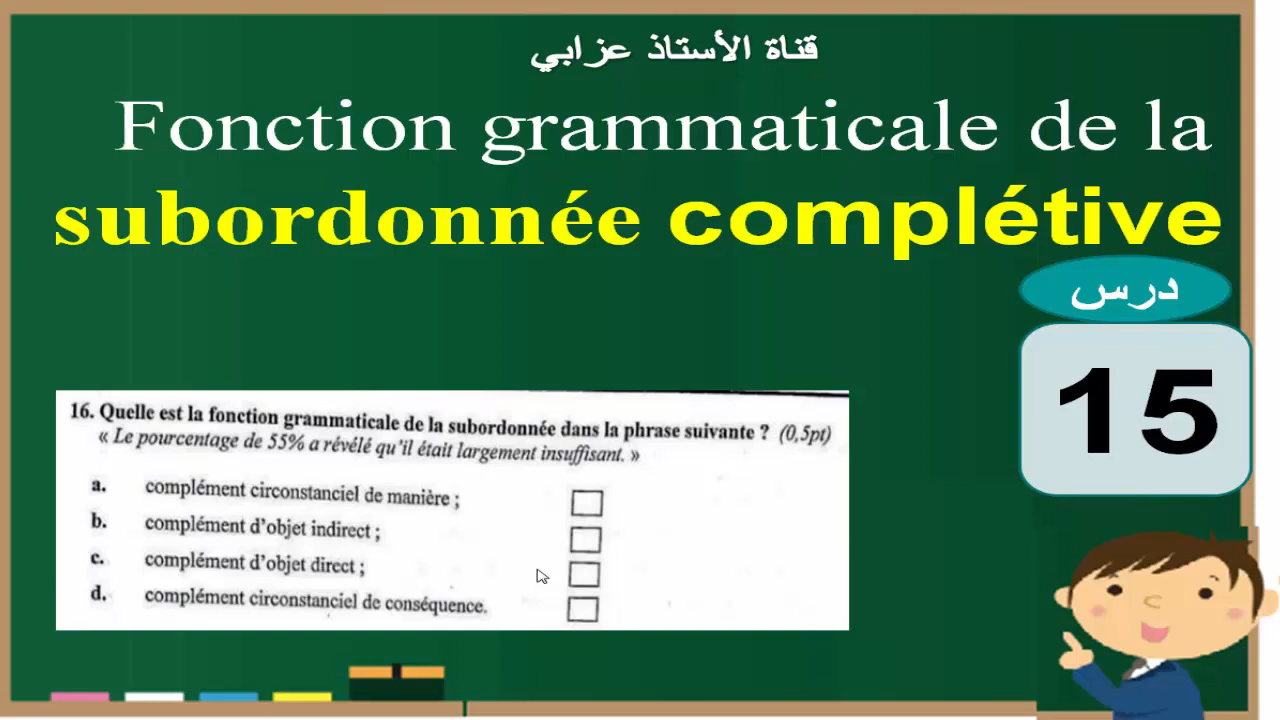 قناة الأستاذ عزابي
Fonction grammaticale de la
subordonnée complétive
درس
15
16. Quelle est la fonction grammaticale de la subordonnée dans la phrase suivante ? (0,5pt)
« Le pourcentage de 55% a révélé qu'il était largement insuffisant. »
a. complément circonstanciel de manière ;
b. complément d'objet indirect ;
c. complément d'objet direct ;
d. complément circonstanciel de conséquence.